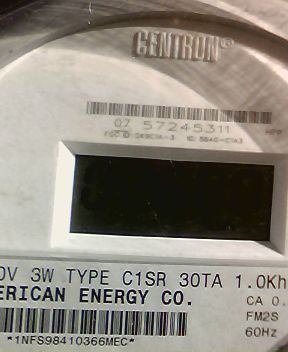 CENTRON®
07 57245311
0V 3W TYPE C1SR 30TA 1.0Kh
ERICAN ENERGY CO.
CA 0.
FM2S
*1NFS98410366MEC*
60Hz